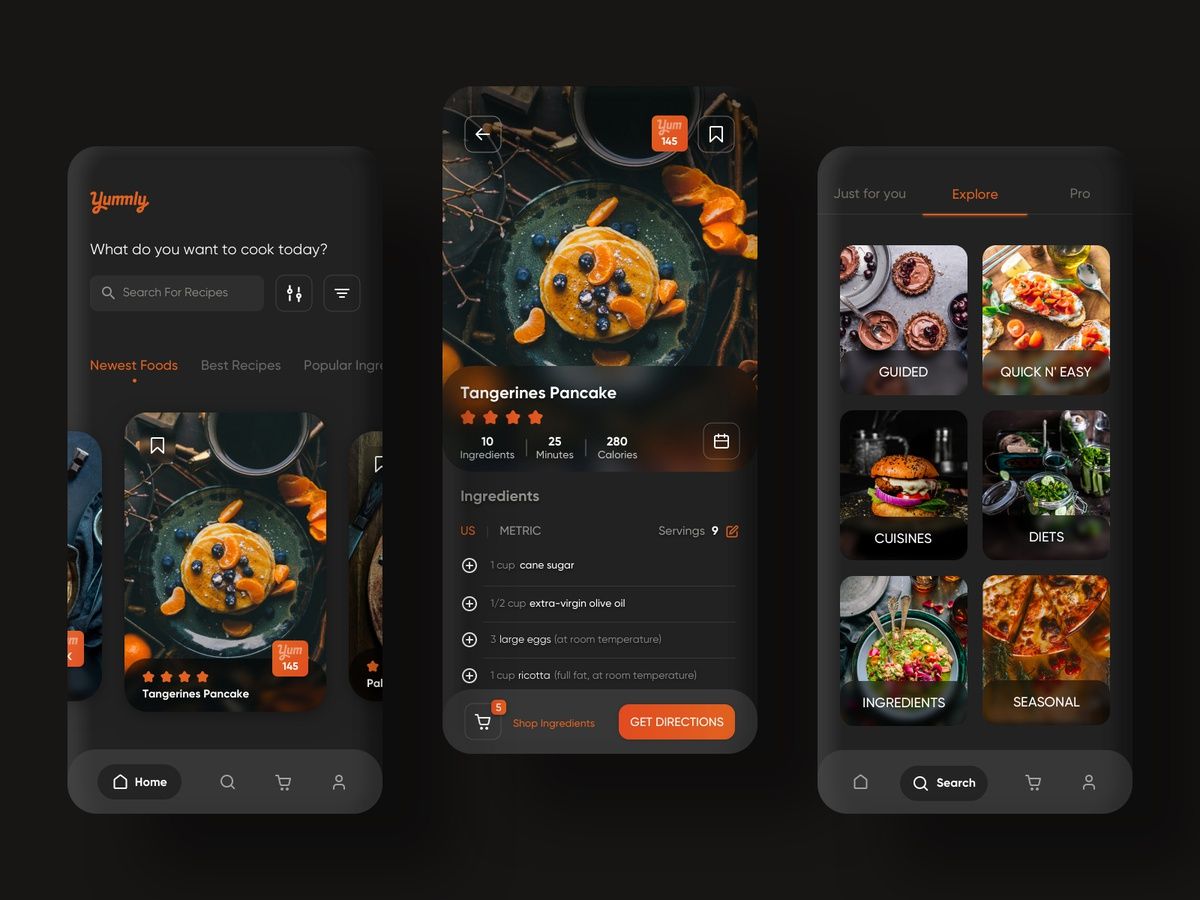 Yummly
What do you want to cook today?
Search For Recipes
Newest Foods Best Recipes Popular Ingre
Yum
145
Tangerines Pancake
Pal
Home
Yum
145
Tangerines Pancake
10 25 280
Ingredients Minutes Calories
Ingredients
US | METRIC Servings 9
1 cup cane sugar
1/2 cup extra-virgin olive oil
3 large eggs (at room temperature)
1 cup ricotta (full fat, at room temperature)
5
Shop Ingredients GET DIRECTIONS
Just for you Explore Pro
GUIDED QUICK N' EASY
CUISINES DIETS
INGREDIENTS SEASONAL
Search